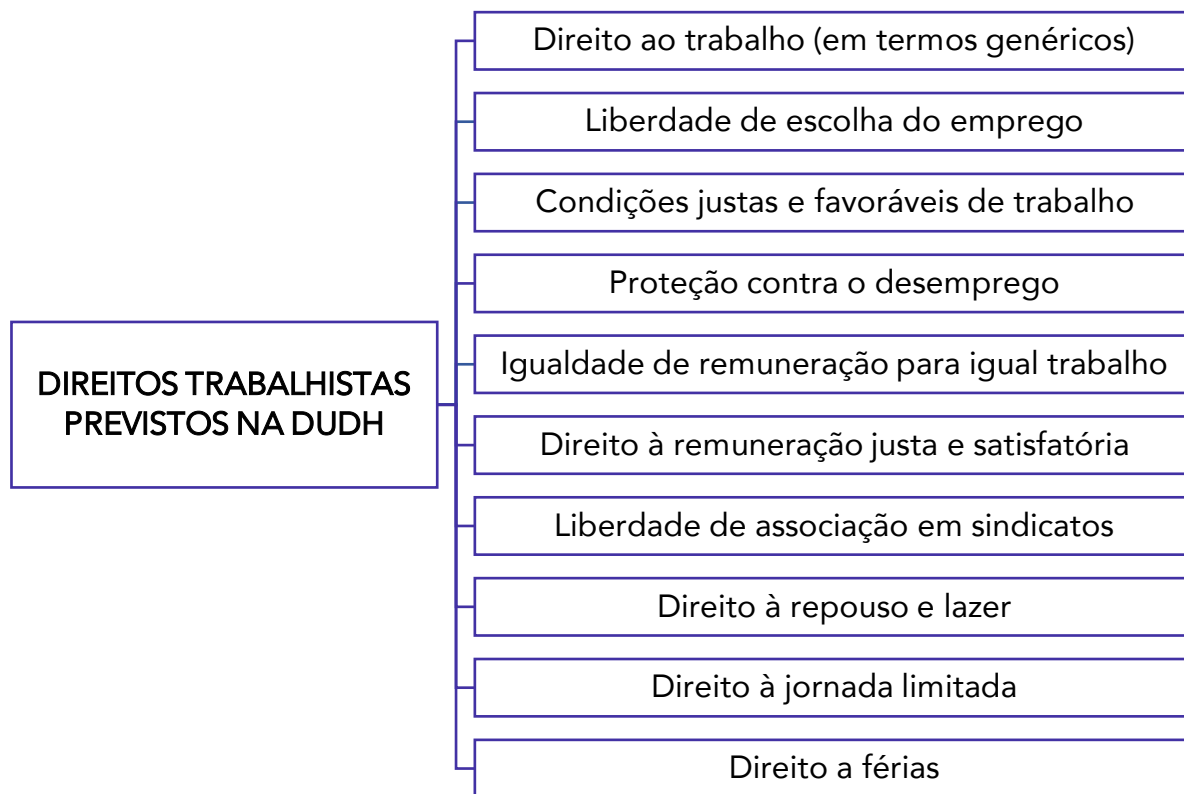 Direito ao trabalho (em termos genéricos)
Liberdade de escolha do emprego
Condições justas e favoráveis de trabalho
Proteção contra o desemprego
Igualdade de remuneração para igual trabalho
DIREITOS TRABALHISTAS
PREVISTOS NA DUDH
Direito à remuneração justa e satisfatória
Liberdade de associação em sindicatos
Direito à repouso e lazer
Direito à jornada limitada
Direito a férias